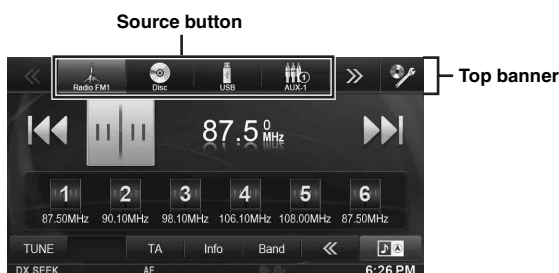 Source button
Top banner
Radio FM1 Disc USB AUX-1
87.50 MHz
1 2 3 4 5 6
87.50MHz 90.10MHz 98.10MHz 106.10MHz 108.00MHz 87.50MHz
TUNE TA Info Band
DX SEEK AF 6:26 PM